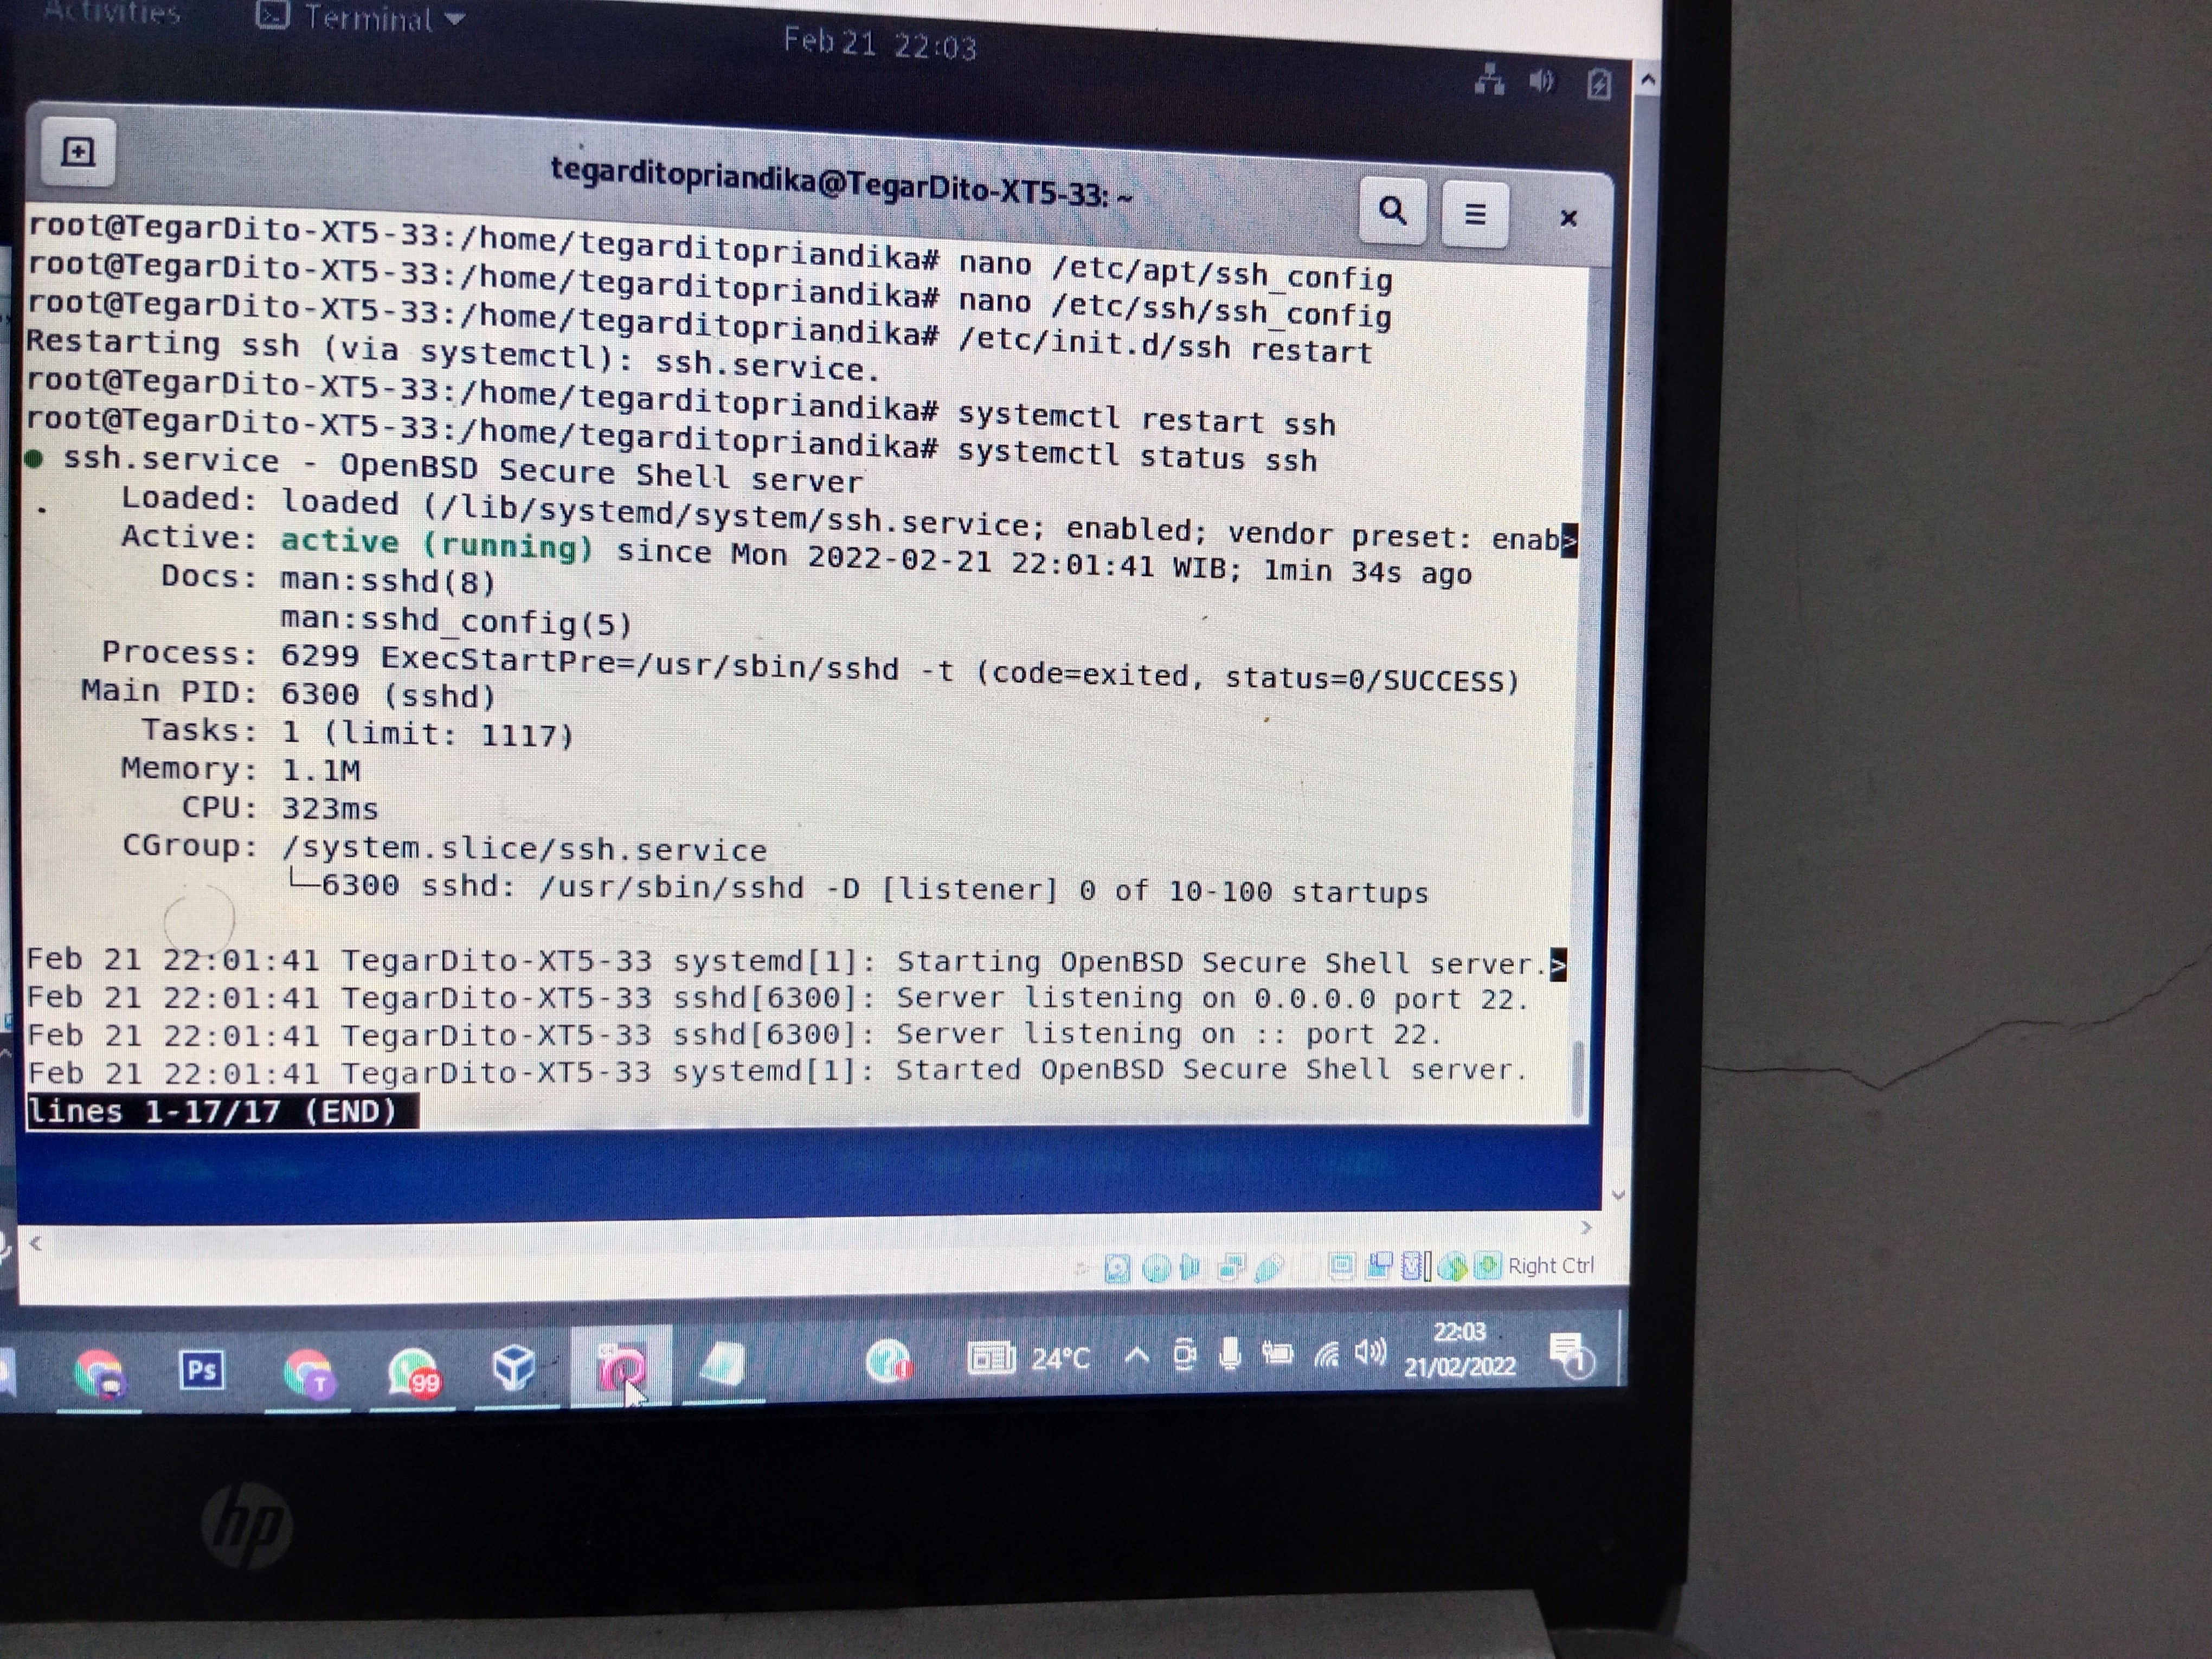 Activities Terminal
Feb 21 22:03
tegarditopriandika@TegarDito-XT5-33: ~
root@TegarDito-XT5-33:/home/tegarditopriandika# nano /etc/apt/ssh_config
root@TegarDito-XT5-33:/home/tegarditopriandika# nano /etc/ssh/ssh_config
root@TegarDito-XT5-33:/home/tegarditopriandika# /etc/init.d/ssh restart
Restarting ssh (via systemctl): ssh.service.
root@TegarDito-XT5-33:/home/tegarditopriandika# systemctl restart ssh
root@TegarDito-XT5-33:/home/tegarditopriandika# systemctl status ssh
● ssh.service - OpenBSD Secure Shell server
Loaded: loaded (/lib/systemd/system/ssh.service; enabled; vendor preset: enab>
Active: active (running) since Mon 2022-02-21 22:01:41 WIB; 1min 34s ago
Docs: man:sshd(8)
man:sshd_config(5)
Process: 6299 ExecStartPre=/usr/sbin/sshd -t (code=exited, status=0/SUCCESS)
Main PID: 6300 (sshd)
Tasks: 1 (limit: 1117)
Memory: 1.1M
CPU: 323ms
CGroup: /system.slice/ssh.service
└─6300 sshd: /usr/sbin/sshd -D [listener] 0 of 10-100 startups
Feb 21 22:01:41 TegarDito-XT5-33 systemd[1]: Starting OpenBSD Secure Shell server.>
Feb 21 22:01:41 TegarDito-XT5-33 sshd[6300]: Server listening on 0.0.0.0 port 22.
Feb 21 22:01:41 TegarDito-XT5-33 sshd[6300]: Server listening on :: port 22.
Feb 21 22:01:41 TegarDito-XT5-33 systemd[1]: Started OpenBSD Secure Shell server.
lines 1-17/17 (END)
Right Ctrl
Ps
T
99
24°C
22:03
21/02/2022
1
hp